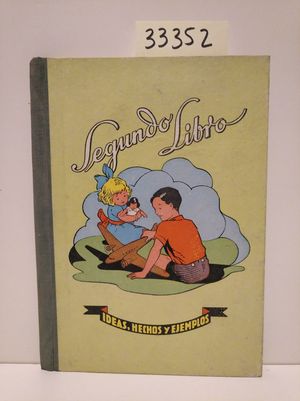 33352
Segundo Libro
IDEAS, HECHOS Y EJEMPLOS